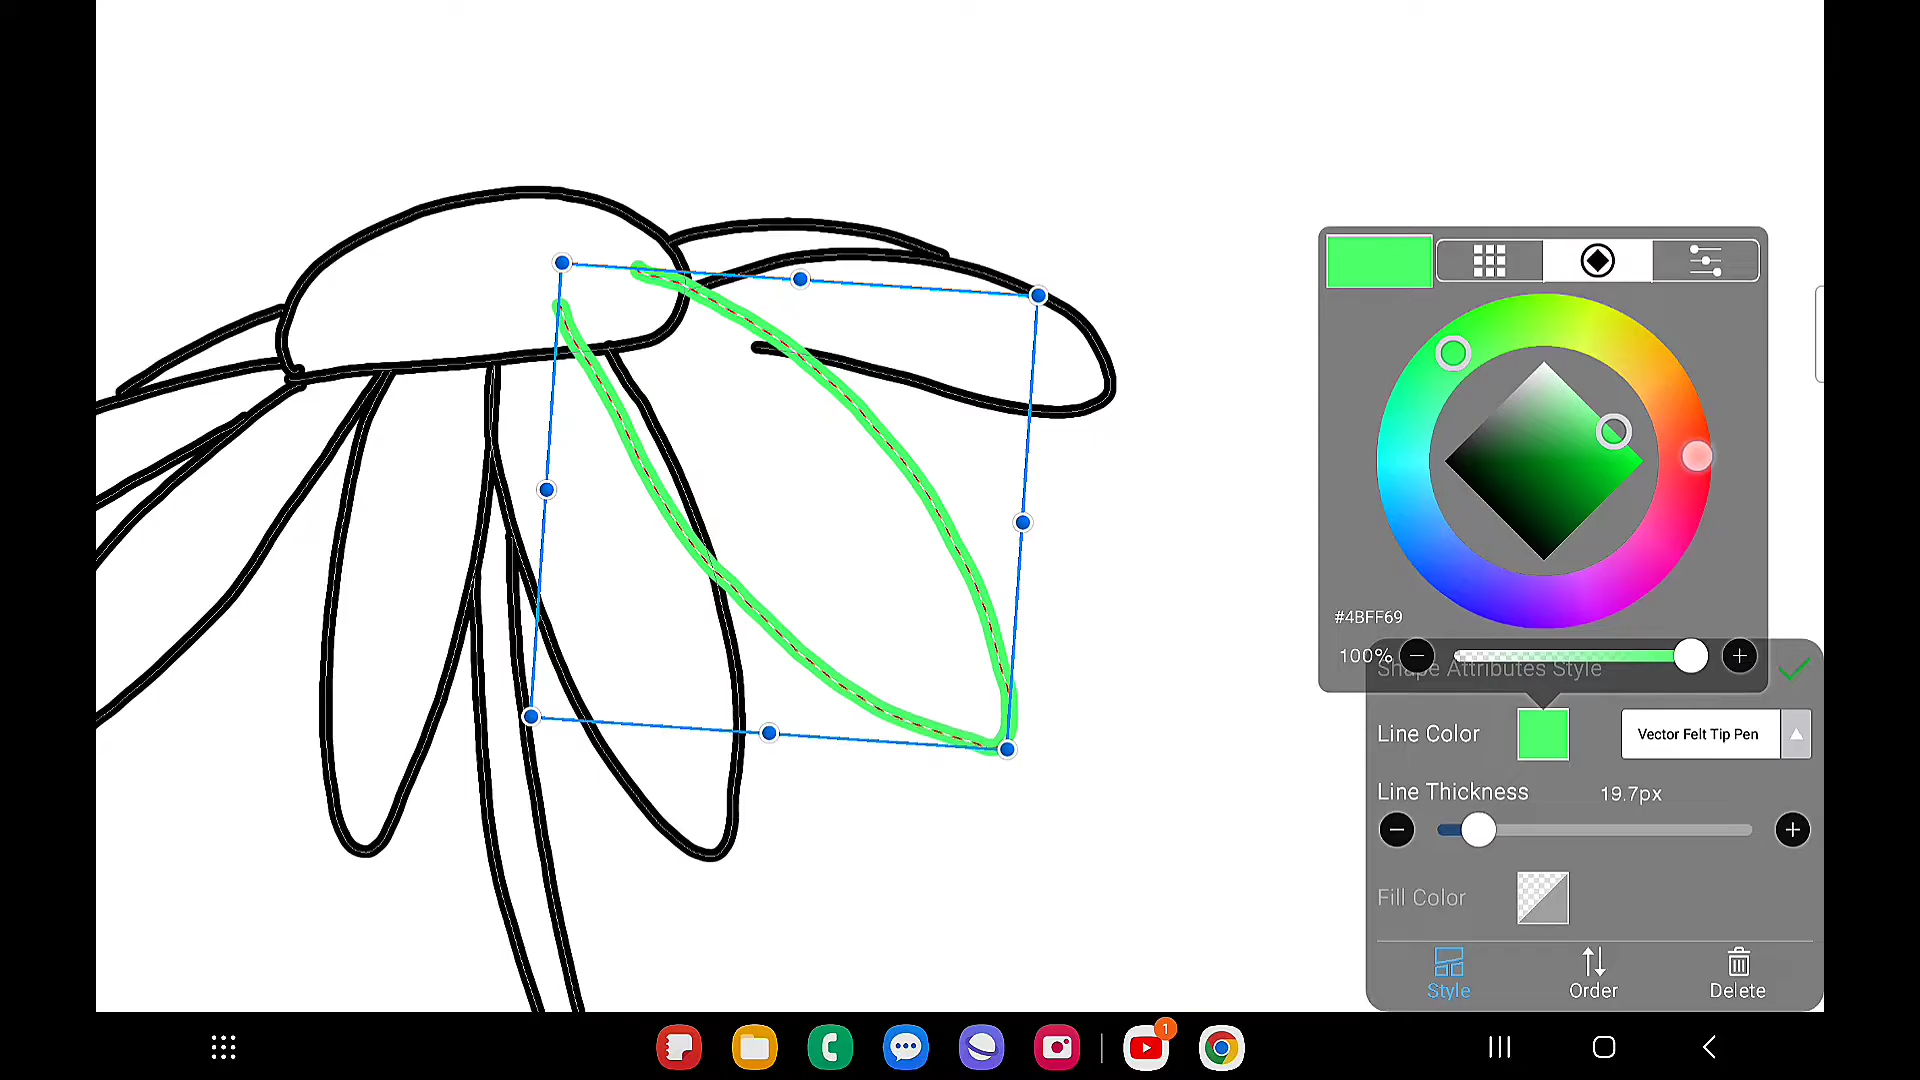 #4BFF69
100%
Shape Attributes Style
Line Color
Vector Felt Tip Pen
Line Thickness
19.7px
Fill Color
Style
Order
Delete
1